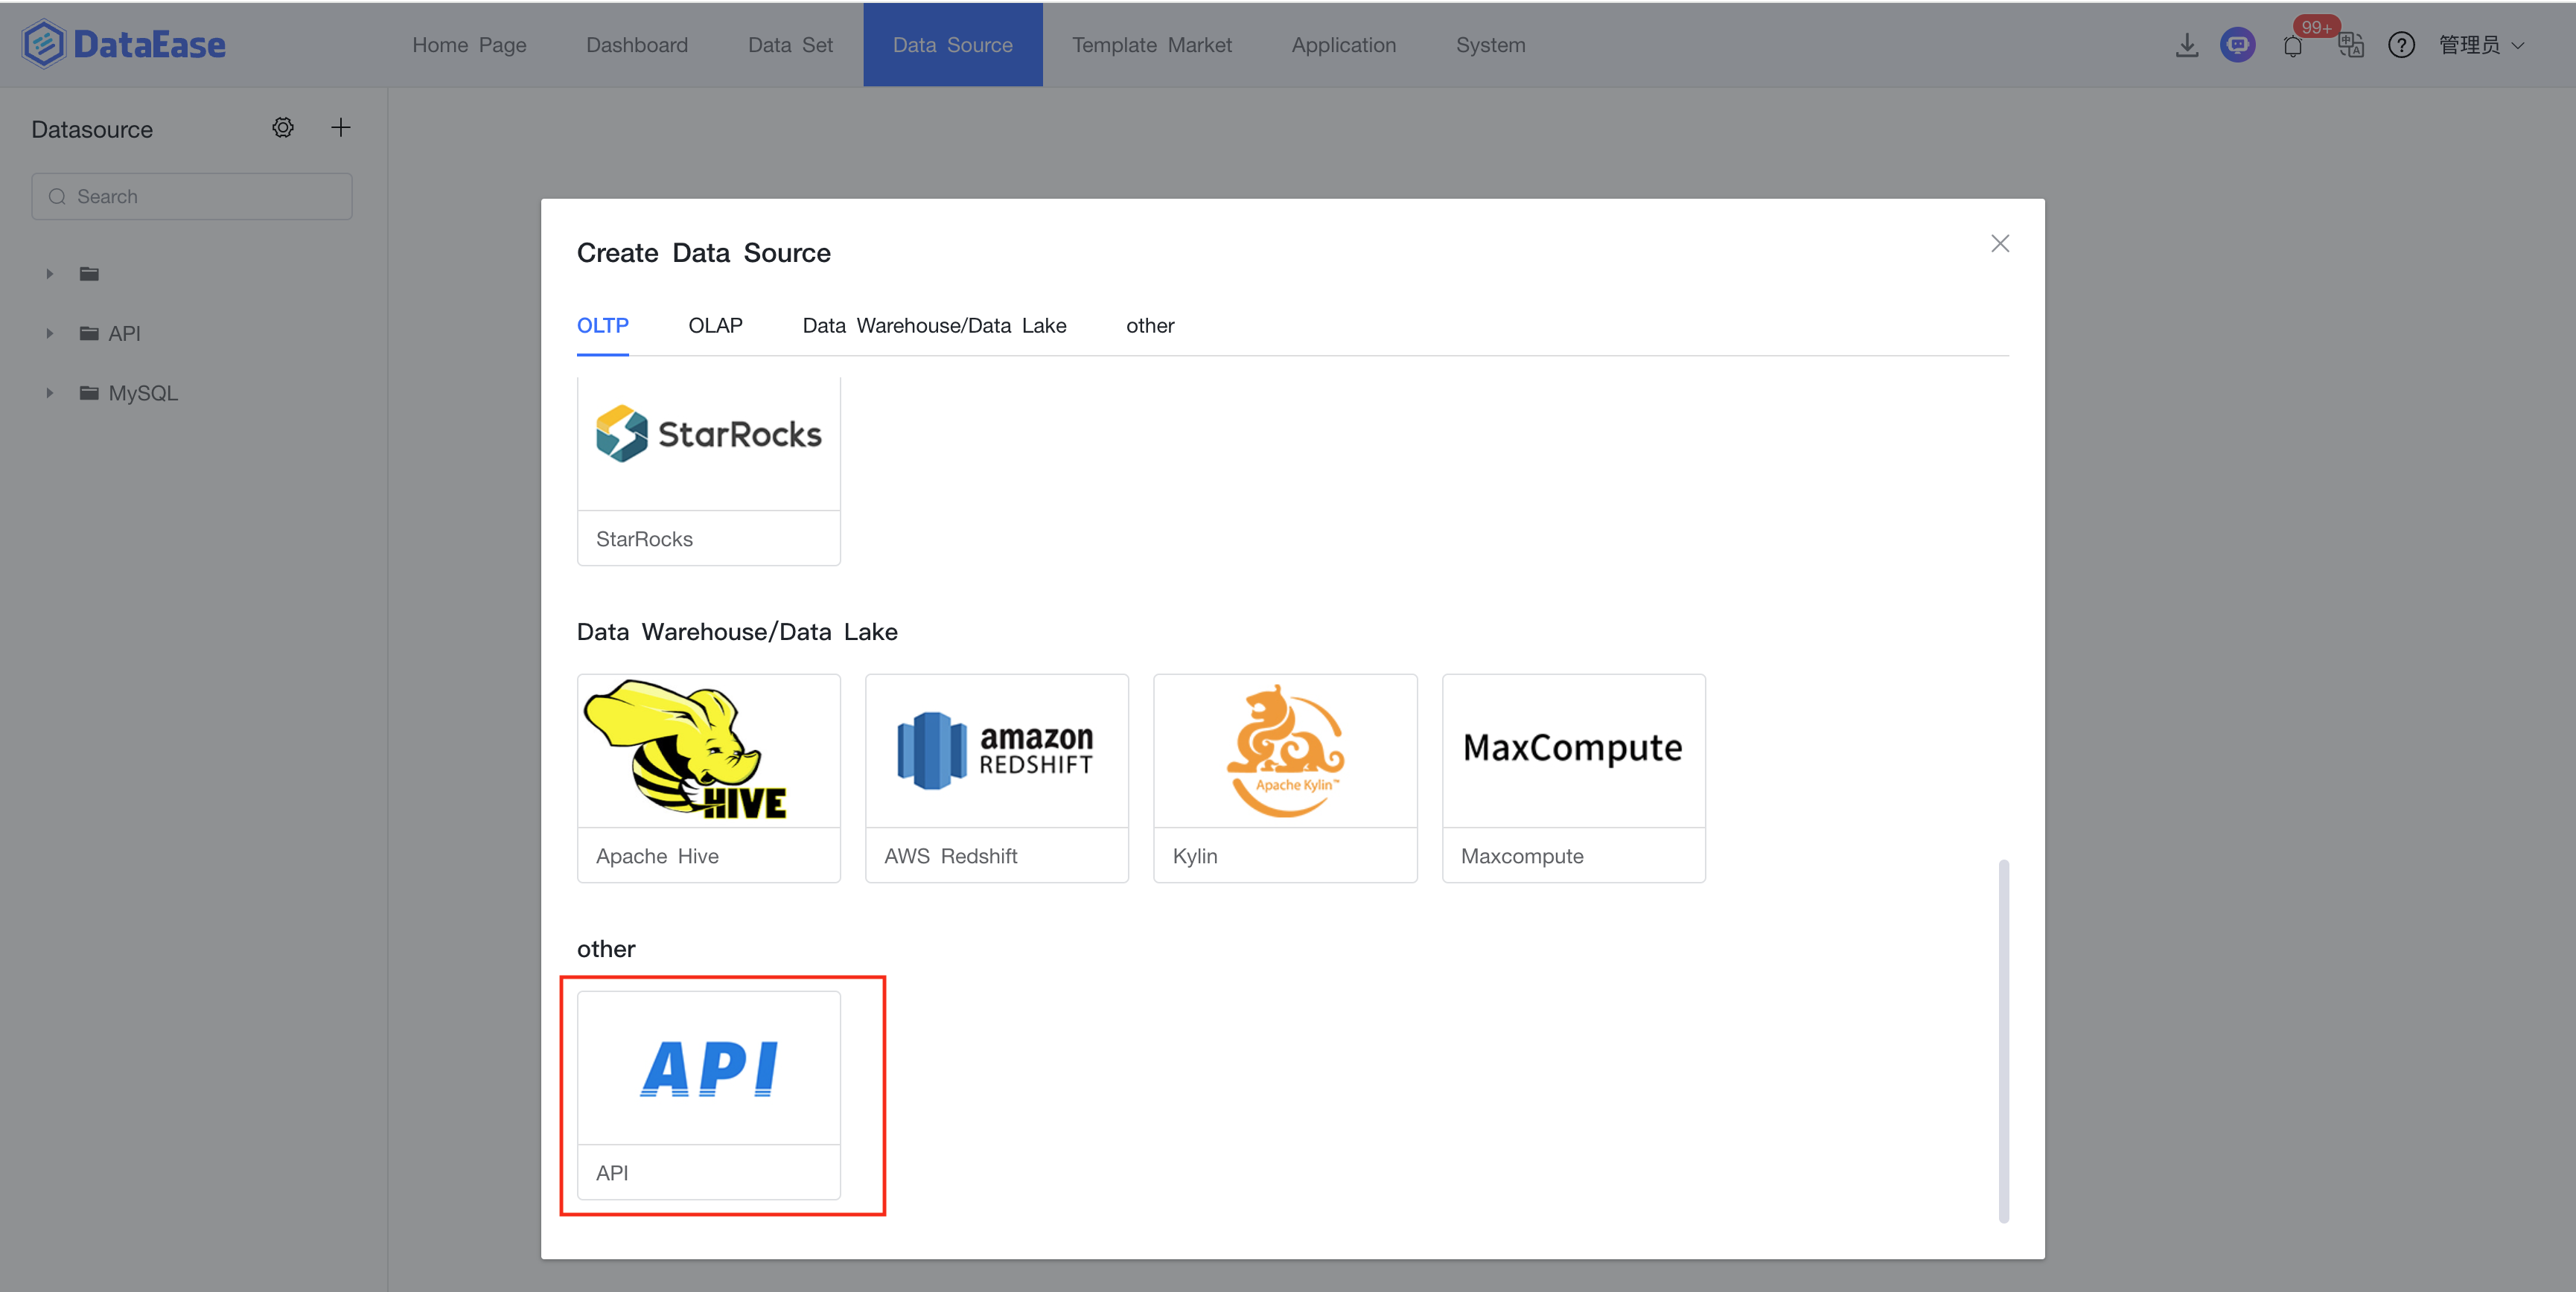 DataEase
Home Page
Dashboard
Data Set
Data Source
Template Market
Application
System
99+
中
A
?
管理员
Datasource
Search
API
MySQL
Create Data Source
OLTP
OLAP
Data Warehouse/Data Lake
other
StarRocks
StarRocks
Data Warehouse/Data Lake
HIVE
amazon
REDSHIFT
Apache Kylin™
MaxCompute
Apache Hive
AWS Redshift
Kylin
Maxcompute
other
API
API